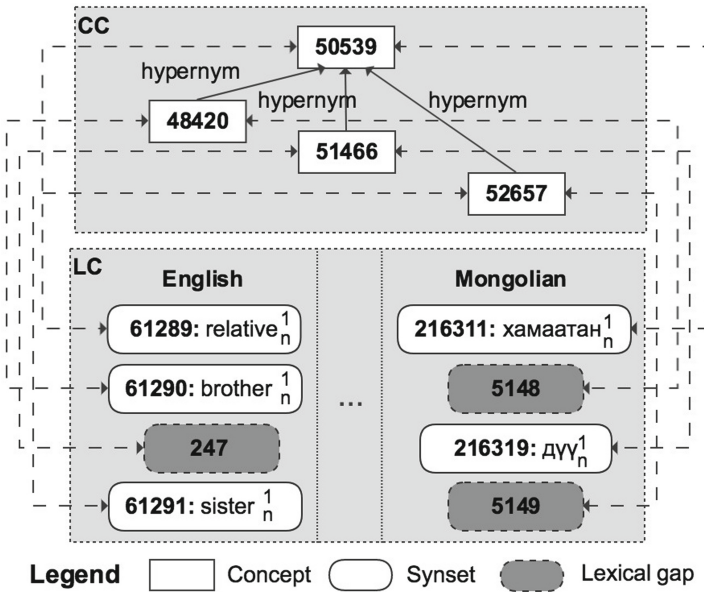 CC
50539
hypernym
hypernym
hypernym
48420
51466
52657
LC
English
Mongolian
61289: relative 1 n
216311: хамаатан 1 n
61290: brother 1 n
5148
...
247
216319: дүү 1 n
61291: sister 1 n
5149
Legend
Concept
Synset
Lexical gap